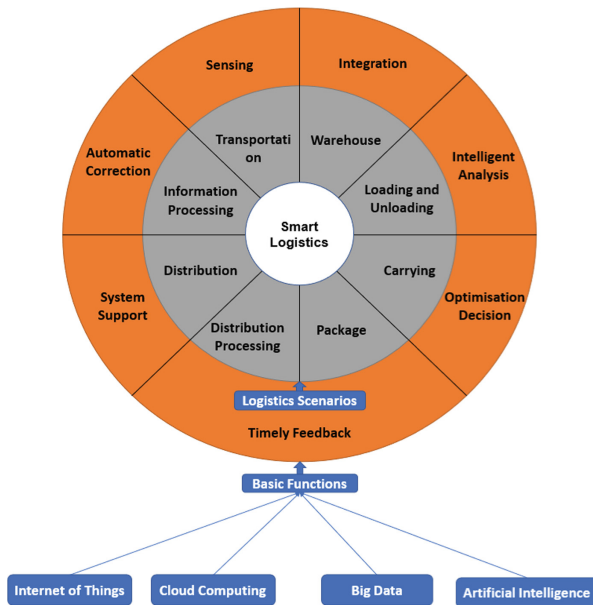 Sensing
Integration
Automatic
Correction
Transportati
on
Warehouse
Intelligent
Analysis
Information
Processing
Loading and
Unloading
Smart
Logistics
Distribution
Carrying
System
Support
Optimisation
Decision
Distribution
Processing
Package
Logistics Scenarios
Timely Feedback
Basic Functions
Internet of Things
Cloud Computing
Big Data
Artificial Intelligence